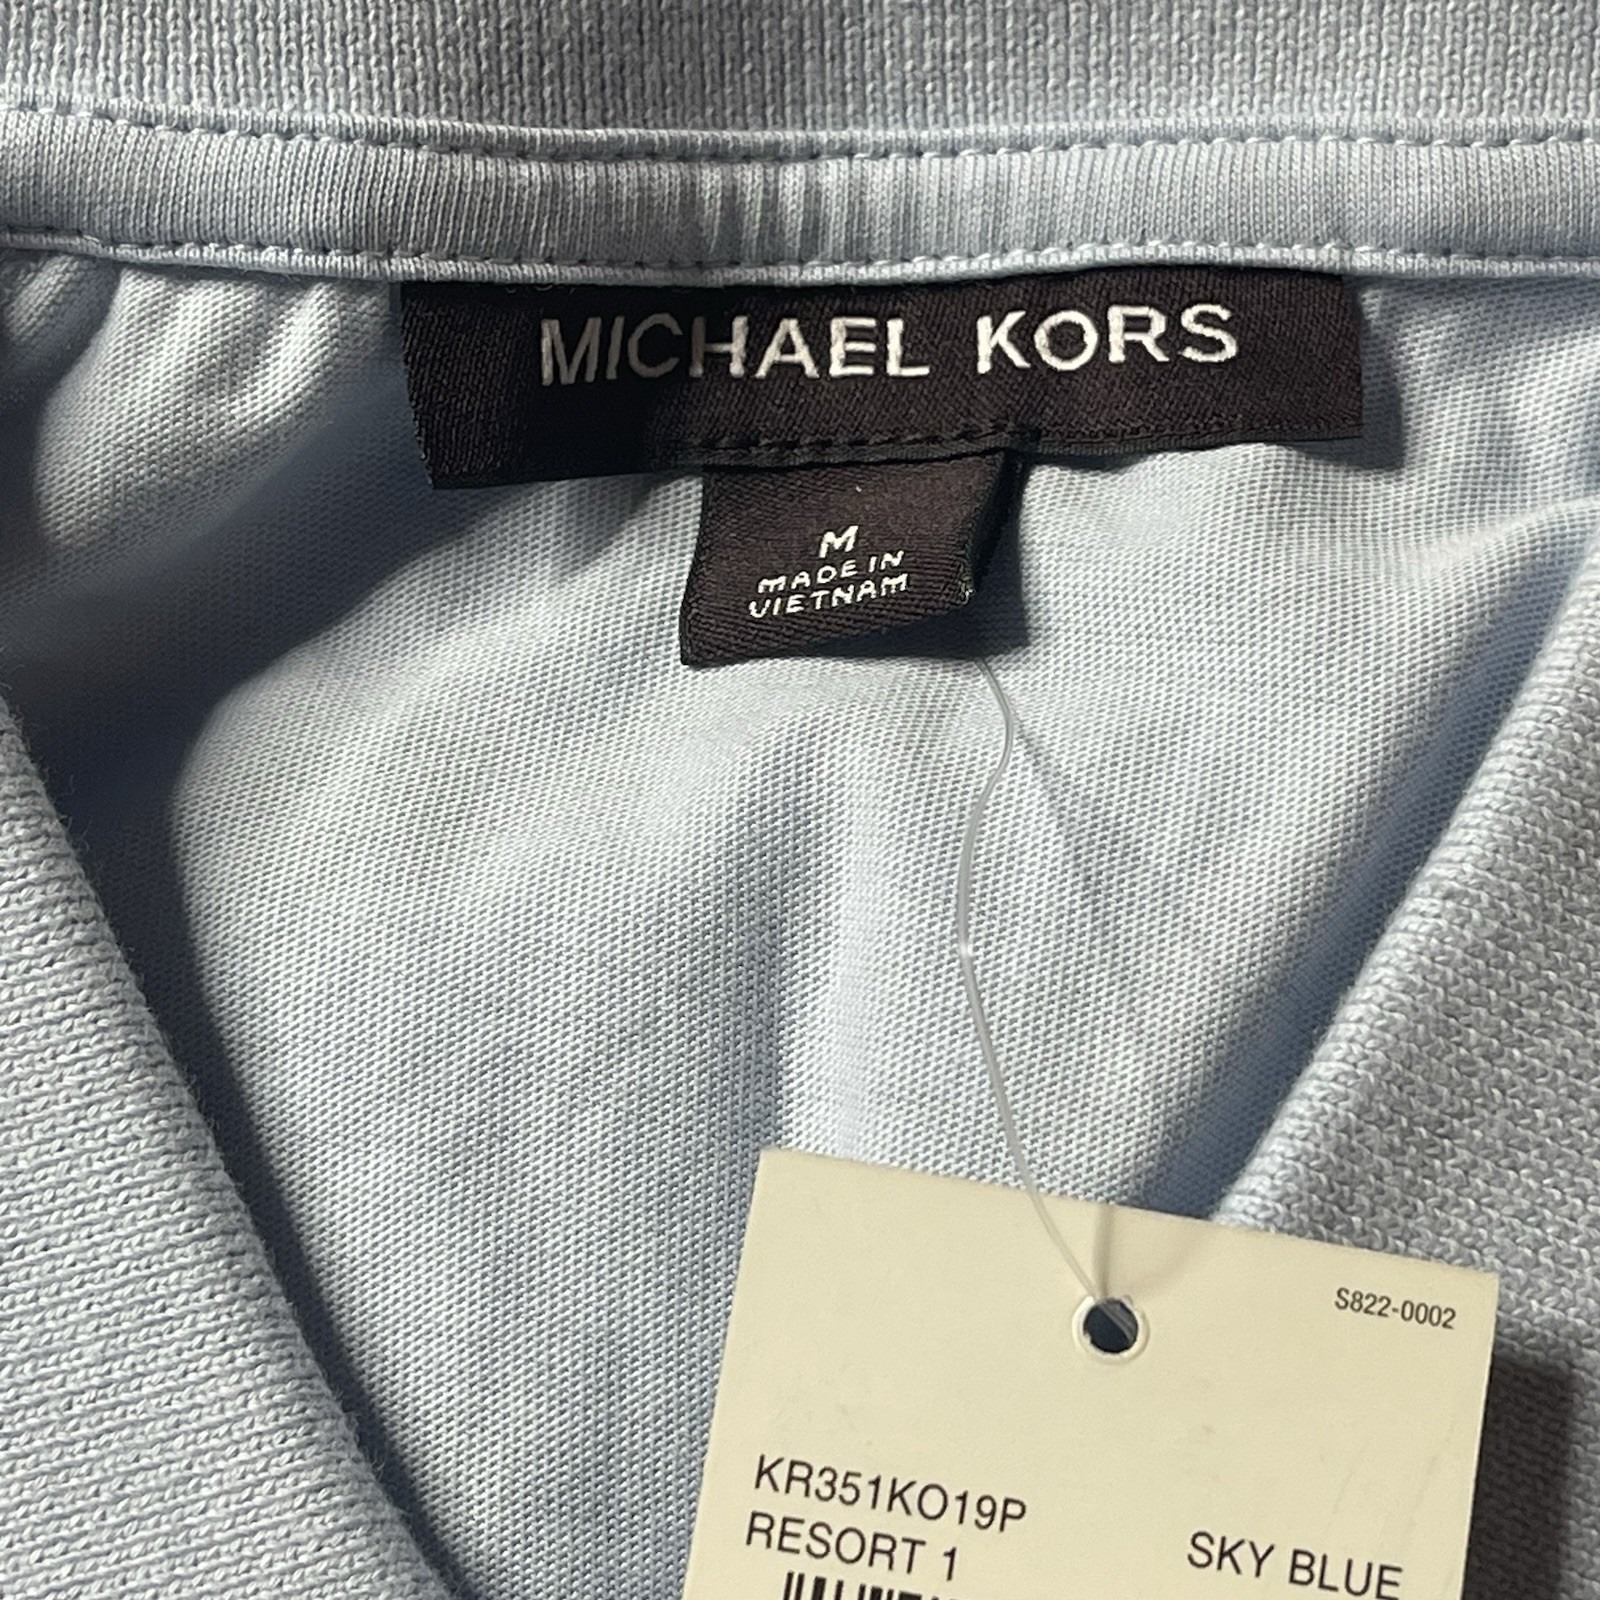 MICHAEL KORS
M
MADE IN
VIETNAM
S822-0002
KR351KO19P
RESORT 1
SKY BLUE